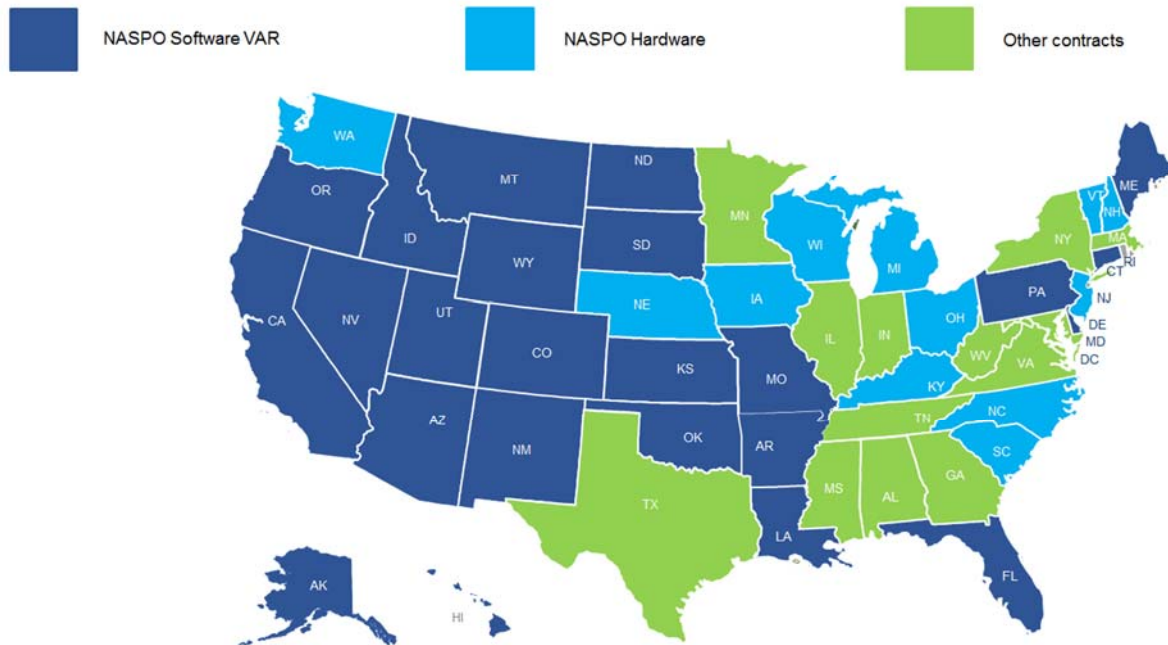 NASPO Software VAR
NASPO Hardware
Other contracts
WA
MT
ND
MN
ME
VT
NH
OR
ID
SD
WI
MI
NY
MA
RI
CT
WY
NE
IA
PA
NJ
CA
NV
UT
CO
KS
MO
IL
IN
OH
WV
VA
DE
MD
DC
KY
AZ
NM
OK
AR
TN
NC
SC
TX
LA
MS
AL
GA
FL
AK
HI